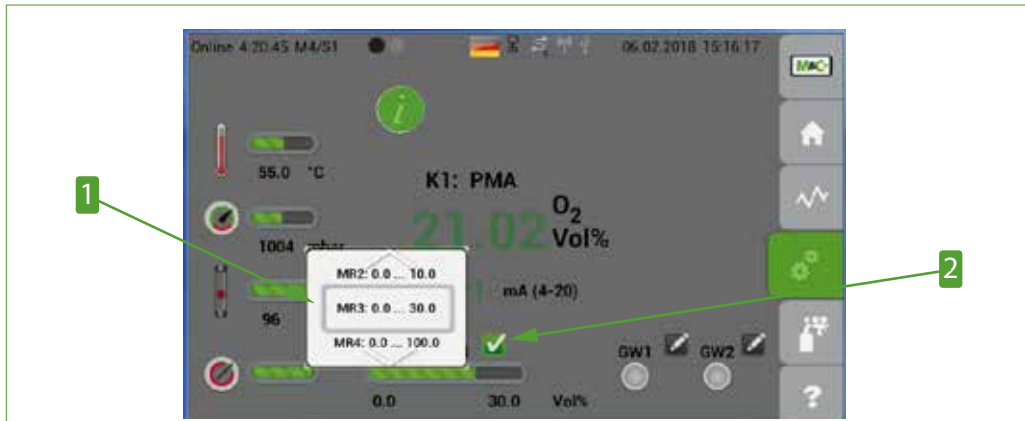 Online 4:20:45 M4/S1 06.02.2018 15:16:17
M&C
i
55.0 °C
K1: PMA
1
21.02 O2
Vol%
1004 mbar
MR2: 0.0 ... 10.0
2
mA (4-20)
MR3: 0.0 ... 30.0
96
MR4: 0.0 ... 100.0
GW1 GW2
0.0 30.0 Vol%
?